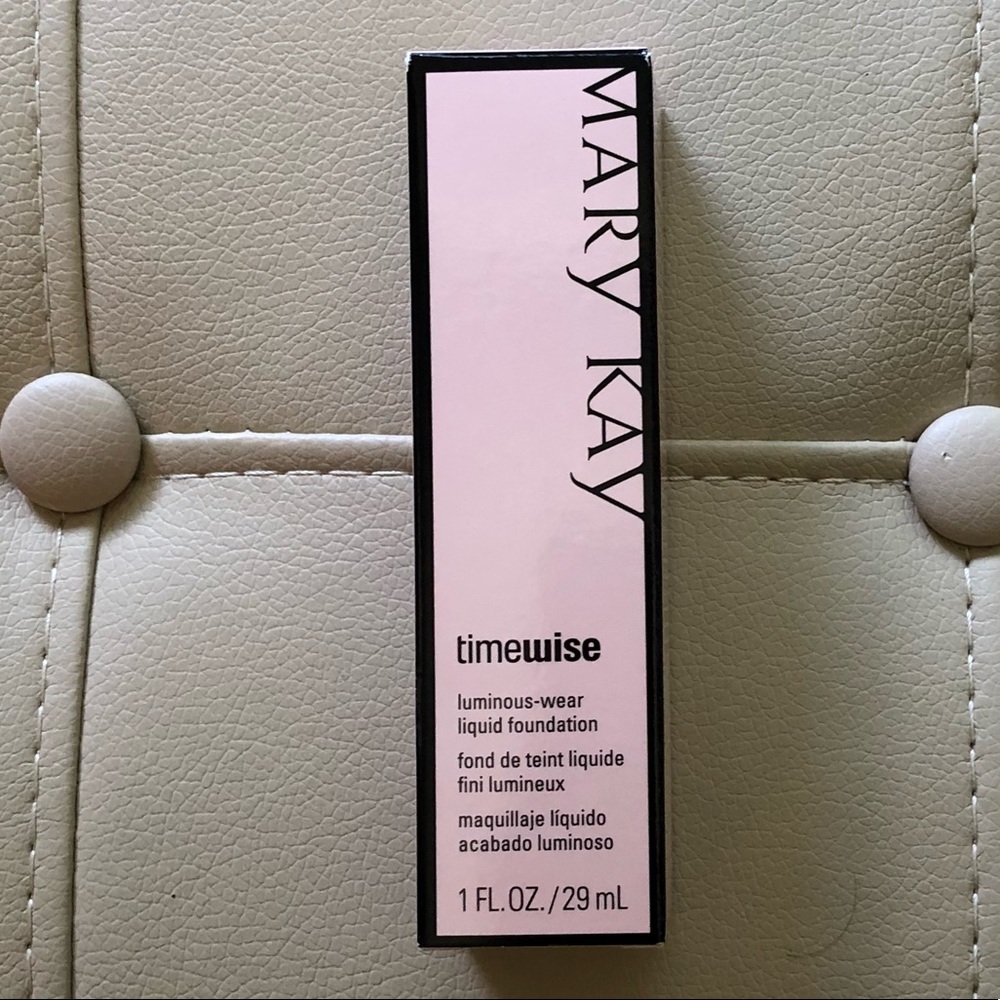 MARY KAY
timewise
luminous-wear
liquid foundation
fond de teint liquide
fini lumineux
maquillaje líquido
acabado luminoso
1 FL.OZ./29 mL